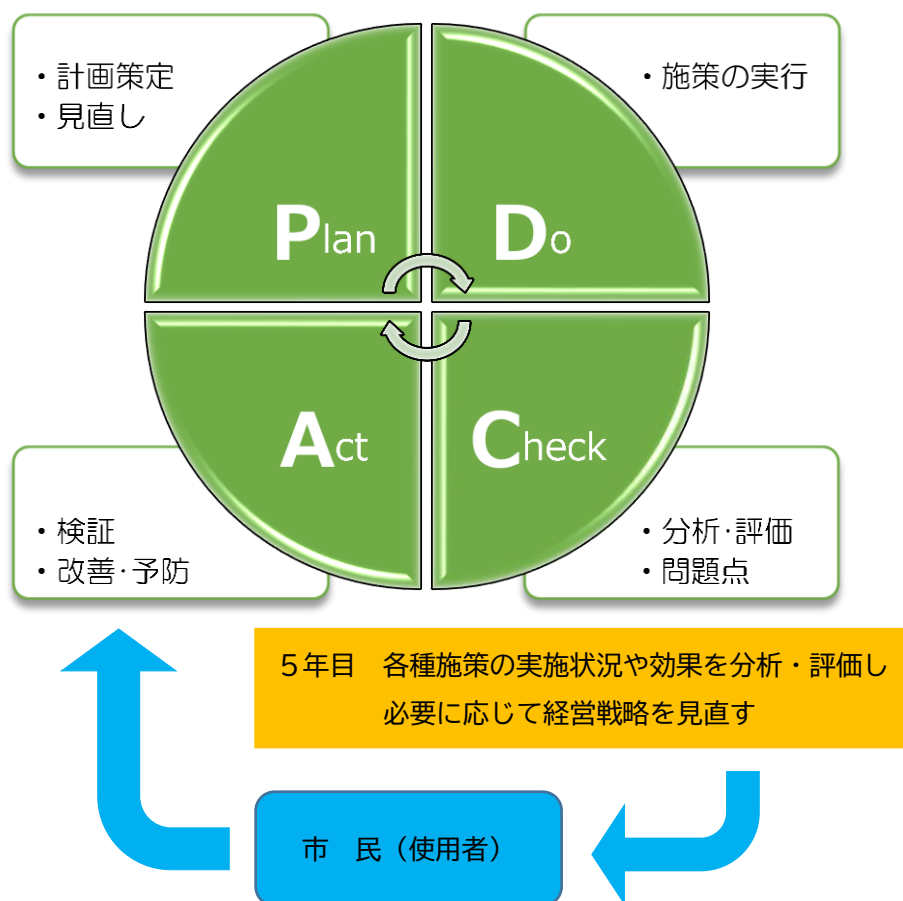 ・計画策定
・見直し
・施策の実行
Plan
Do
Act
Check
・検証
・改善･予防
・分析･評価
・問題点
５年目　各種施策の実施状況や効果を分析・評価し
必要に応じて経営戦略を見直す
市　民（使用者）